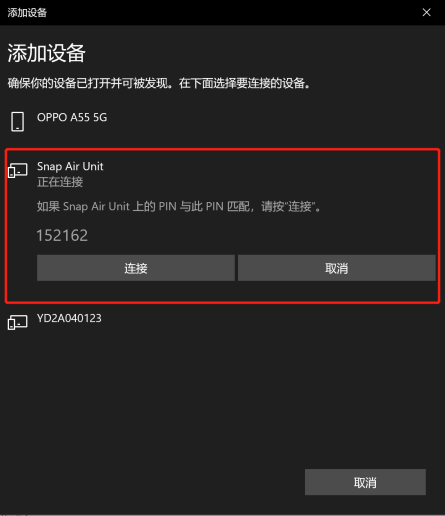 添加设备
添加设备
确保你的设备已打开并可被发现。在下面选择要连接的设备。
OPPO A55 5G
Snap Air Unit
正在连接
如果 Snap Air Unit 上的 PIN 与此 PIN 匹配，请按"连接"。
152162
连接 取消
YD2A040123
取消